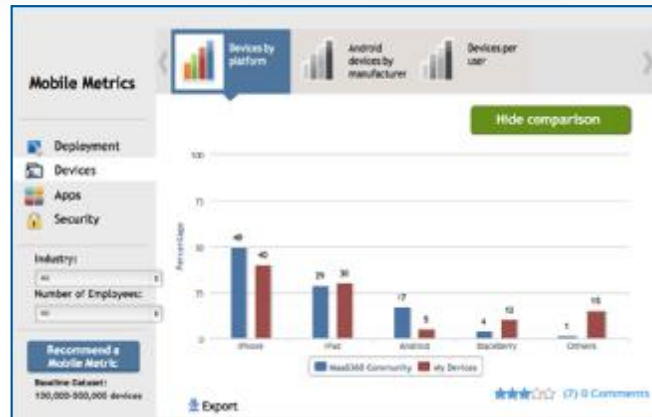 Mobile Metrics
Deployment
Devices
Apps
Security
Industry:
All
Number of Employees:
All
Recommend a
Mobile Metric
Baseline Dataset:
100,000-500,000 devices
Devices by
platform
Android
devices by
manufacturer
Devices per
user
Hide comparison
Percentage
100
75
50
25
0
40
29
30
17
5
4
10
1
15
iPhone
iPad
Android
Blackberry
Others
MaaS360 Community
My Devices
Export
(7) 0 Comments